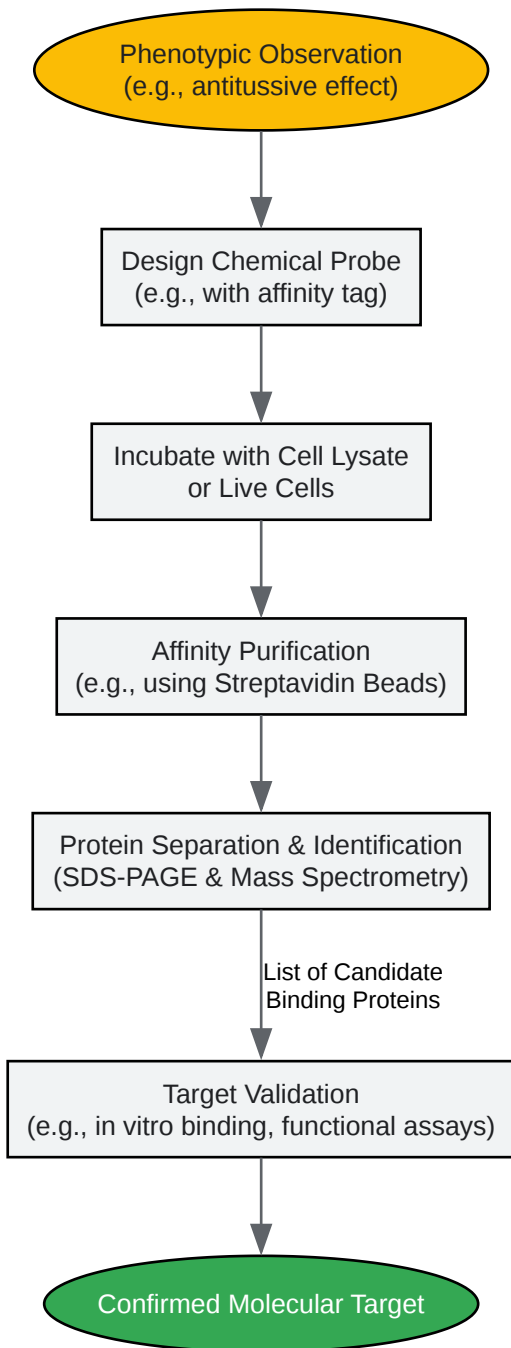 Phenotypic Observation
(e.g., antitussive effect)
Design Chemical Probe
(e.g., with affinity tag)
Incubate with Cell Lysate
or Live Cells
Affinity Purification
(e.g., using Streptavidin Beads)
Protein Separation & Identification
(SDS-PAGE & Mass Spectrometry)
List of Candidate
Binding Proteins
Target Validation
(e.g., in vitro binding, functional assays)
Confirmed Molecular Target